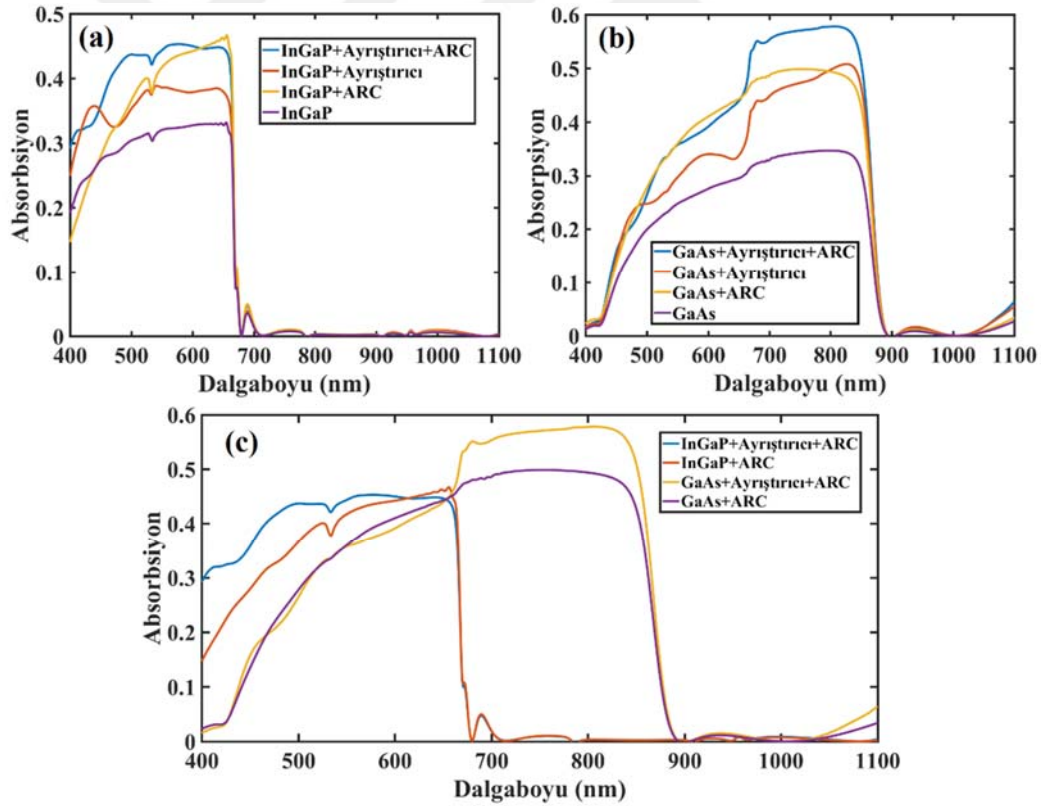 (a)
InGaP+Ayrıştırıcı+ARC
InGaP+Ayrıştırıcı
InGaP+ARC
InGaP
Absorbsiyon
0.5
0.4
0.3
0.2
0.1
0
400 500 600 700 800 900 1000 1100
Dalgaboyu (nm)
(b)
GaAs+Ayrıştırıcı+ARC
GaAs+Ayrıştırıcı
GaAs+ARC
GaAs
Absorpsiyon
0.6
0.5
0.4
0.3
0.2
0.1
0
400 500 600 700 800 900 1000 1100
Dalgaboyu (nm)
(c)
InGaP+Ayrıştırıcı+ARC
InGaP+ARC
GaAs+Ayrıştırıcı+ARC
GaAs+ARC
Absorbsiyon
0.6
0.5
0.4
0.3
0.2
0.1
0
400 500 600 700 800 900 1000 1100
Dalgaboyu (nm)